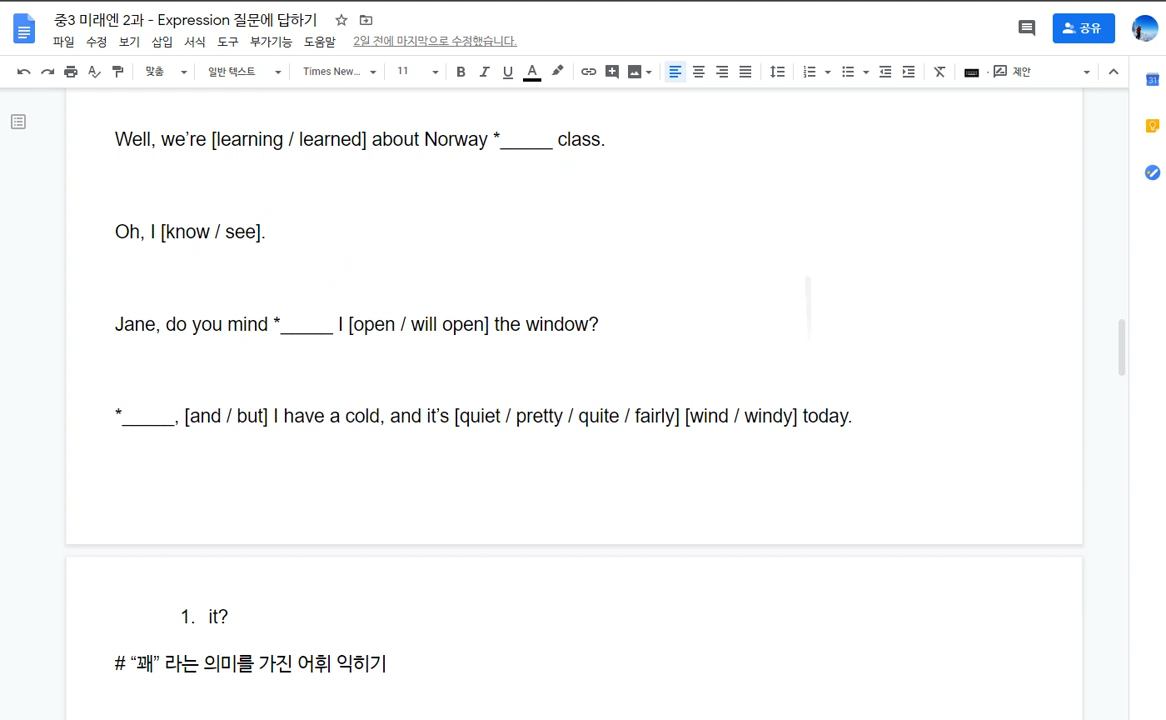 중3 미래엔 2과 - Expression 질문에 답하기
파일 수정 보기 삽입 서식 도구 부가기능 도움말 2일 전에 마지막으로 수정했습니다.
공유
맞춤 일반 텍스트 Times New... 11 B I U A 제안
31
Well, we’re [learning / learned] about Norway *_____ class.
Oh, I [know / see].
Jane, do you mind *_____ I [open / will open] the window?
*_____, [and / but] I have a cold, and it’s [quiet / pretty / quite / fairly] [wind / windy] today.
1. it?
# “꽤” 라는 의미를 가진 어휘 익히기